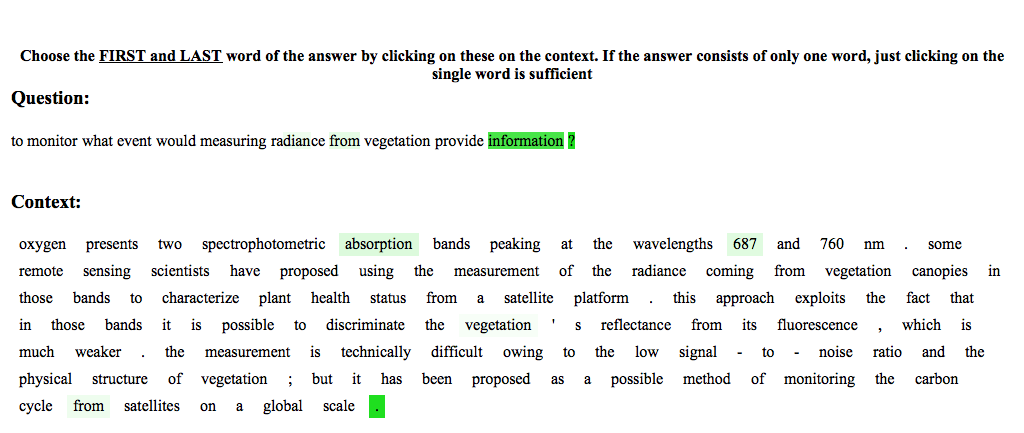 Choose the FIRST and LAST word of the answer by clicking on these on the context. If the answer consists of only one word, just clicking on the
single word is sufficient
Question:
to monitor what event would measuring radiance from vegetation provide information ?
Context:
oxygen presents two spectrophotometric absorption bands peaking at the wavelengths 687 and 760 nm . some
remote sensing scientists have proposed using the measurement of the radiance coming from vegetation canopies in
those bands to characterize plant health status from a satellite platform . this approach exploits the fact that
in those bands it is possible to discriminate the vegetation ' s reflectance from its fluorescence , which is
much weaker . the measurement is technically difficult owing to the low signal - to - noise ratio and the
physical structure of vegetation ; but it has been proposed as a possible method of monitoring the carbon
cycle from satellites on a global scale .